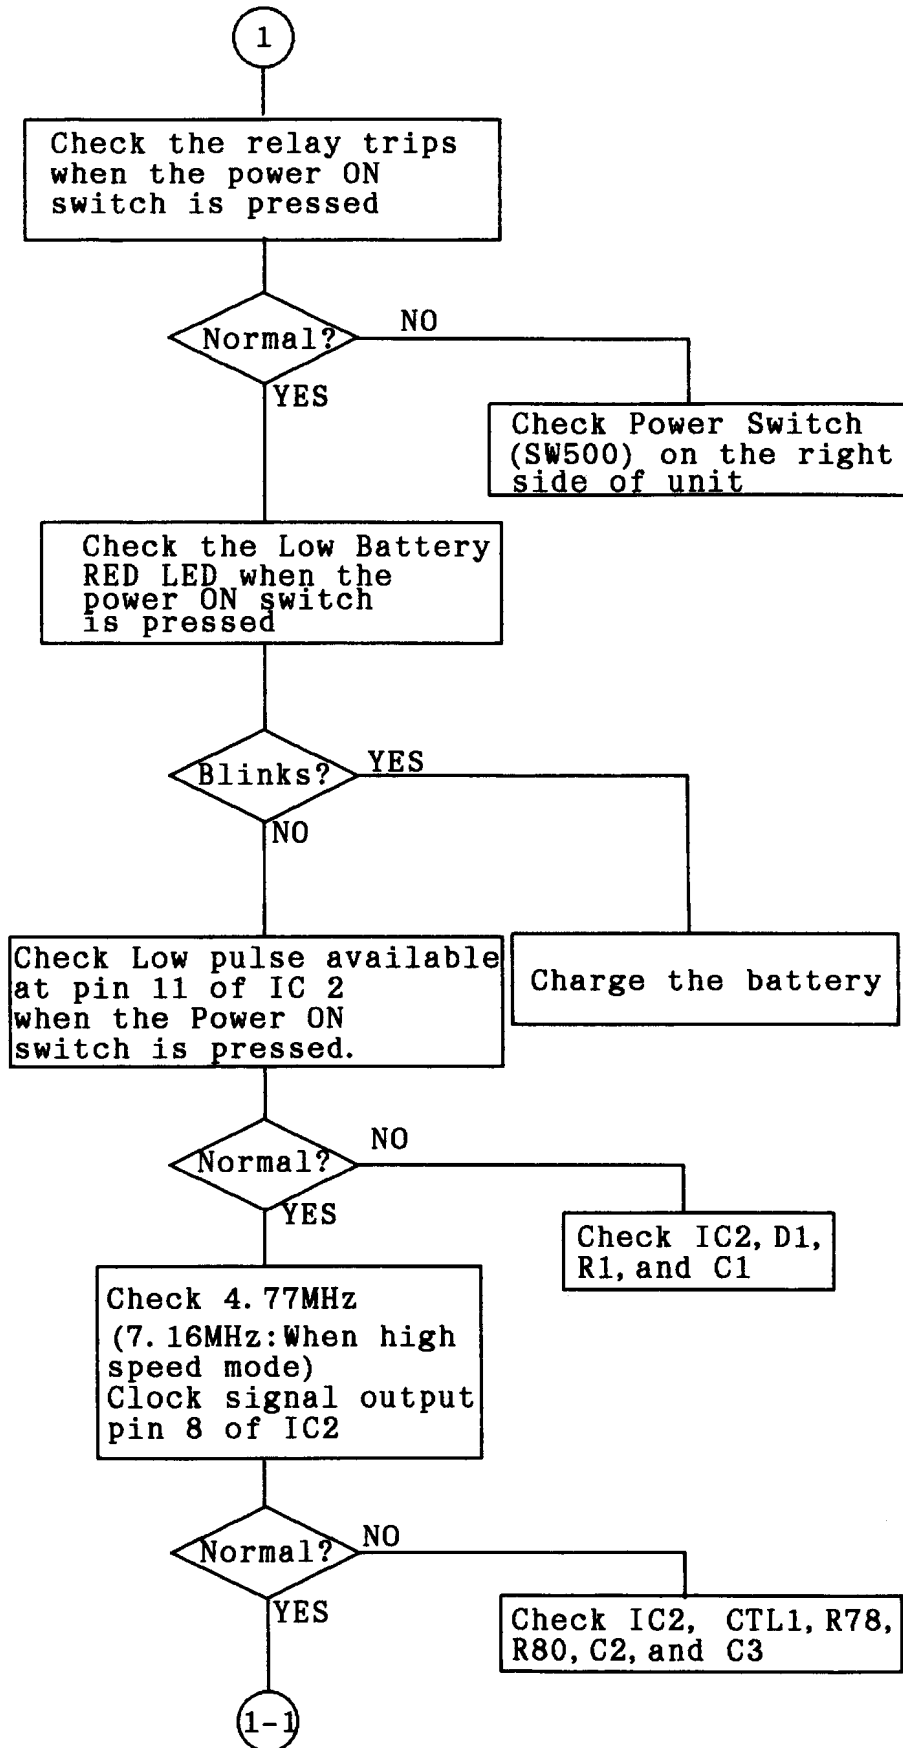 1
Check the relay trips
when the power ON
switch is pressed
Normal?
NO
YES
Check Power Switch
(SW500) on the right
side of unit
Check the Low Battery
RED LED when the
power ON switch
is pressed
Blinks?
YES
NO
Check Low pulse available
at pin 11 of IC 2
when the Power ON
switch is pressed.
Charge the battery
Normal?
NO
YES
Check IC2, D1,
R1, and C1
Check 4.77MHz
(7.16MHz:When high
speed mode)
Clock signal output
pin 8 of IC2
Normal?
NO
YES
Check IC2, CTL1, R78,
R80, C2, and C3
1-1